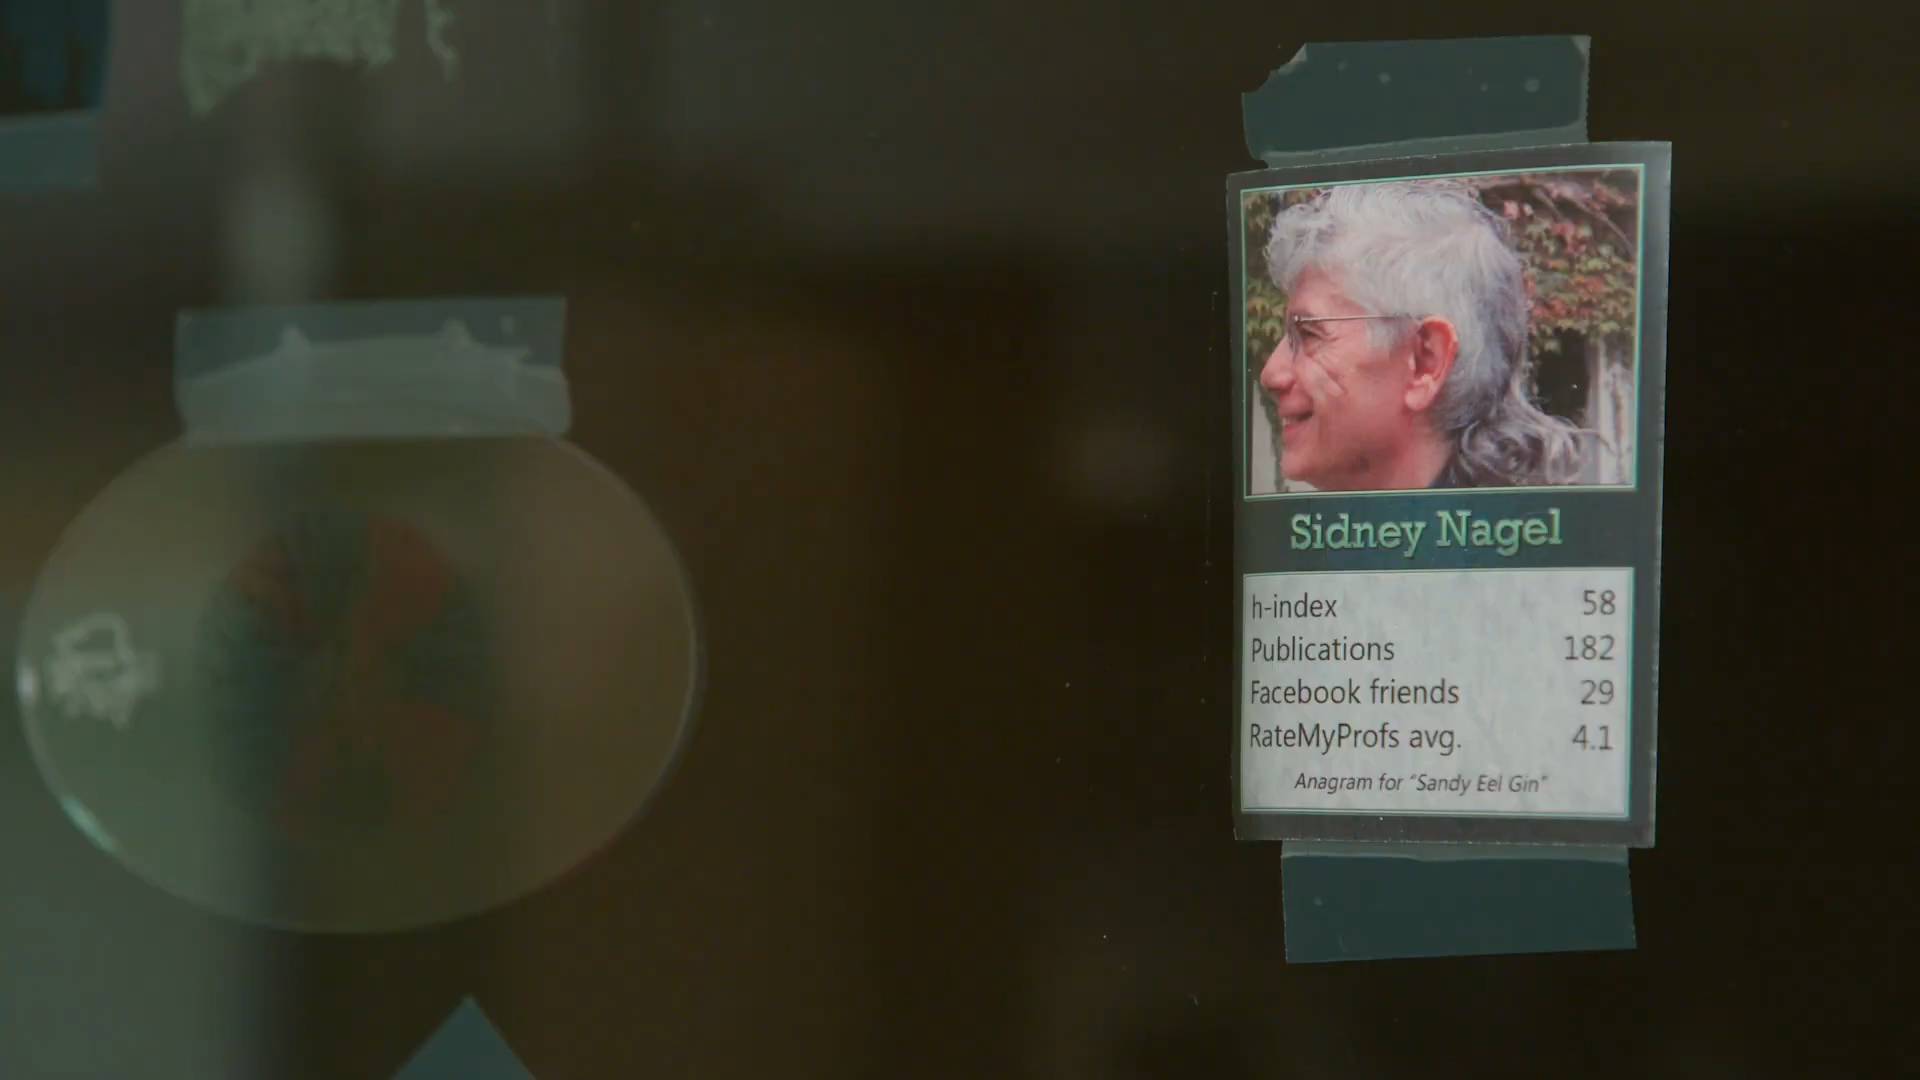 Sidney Nagel
h-index 58
Publications 182
Facebook friends 29
RateMyProfs avg. 4.1
Anagram for “Sandy Eel Gin”